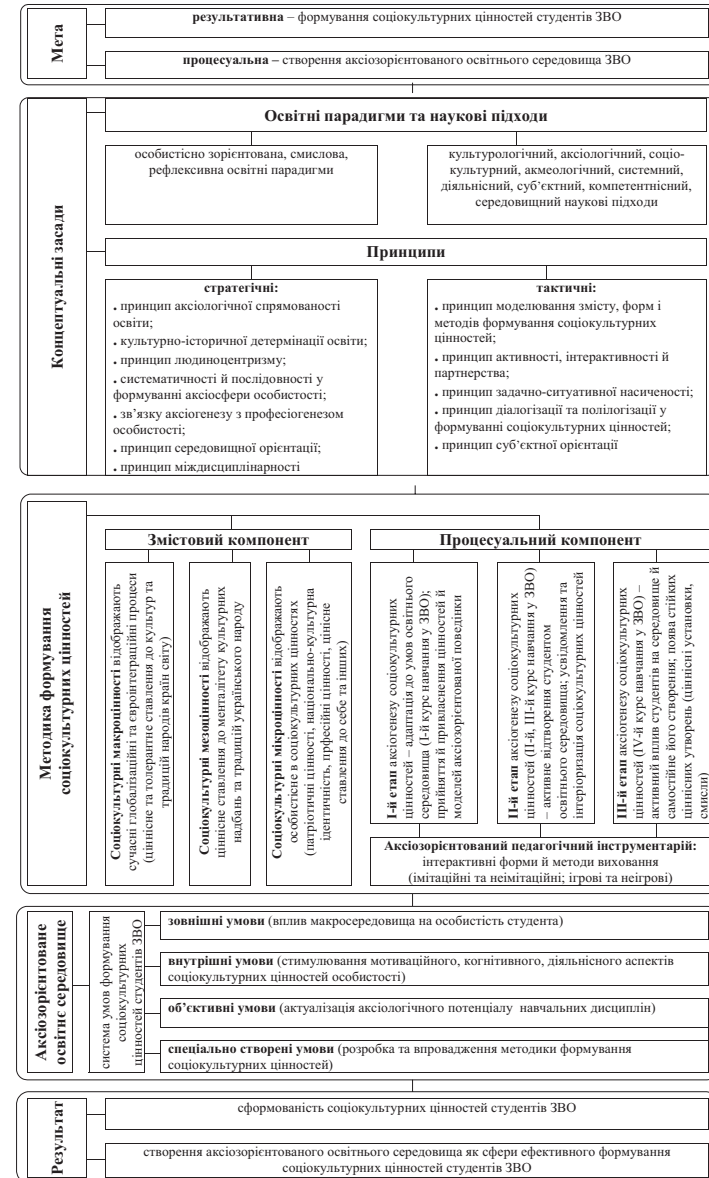 Мета
результативна – формування соціокультурних цінностей студентів ЗВО
процесуальна – створення аксіозорієнтованого освітнього середовища ЗВО
Концептуальні засади
Освітні парадигми та наукові підходи
особистісно зорієнтована, смислова,
рефлексивна освітні парадигми
культурологічний, аксіологічний, соціо-
культурний, акмеологічний, системний,
діяльнісний, суб’єктний, компетентнісний,
середовищний наукові підходи
Принципи
стратегічні:
. принцип аксіологічної спрямованості
освіти;
. культурно-історичної детермінації освіти;
. принцип людиноцентризму;
. систематичності й послідовності у
формуванні аксіосфери особистості;
. зв’язку аксіогенезу з професіогенезом
особистості;
. принцип середовищної орієнтації;
. принцип міждисциплінарності
тактичні:
. принцип моделювання змісту, форм і
методів формування соціокультурних
цінностей;
. принцип активності, інтерактивності й
партнерства;
. принцип задачно-ситуативної насиченості;
. принцип діалогізації та полілогізації у
формуванні соціокультурних цінностей;
. принцип суб’єктної орієнтації
Методика формування
соціокультурних цінностей
Змістовий компонент
Соціокультурні макроцінності відображають
сучасні глобалізаційні та євроінтеграційні процеси
(ціннісне та толерантне ставлення до культур та
традицій народів країн світу)
Соціокультурні мезоцінності відображають
ціннісне ставлення до менталітету культурних
надбань та традицій українського народу
Соціокультурні мікроцінності відображають
особистісне в соціокультурних цінностях
(патріотичні цінності, національно-культурна
ідентичність, прфесійні цінності, ціннісне
ставлення до себе та інших)
Процесуальний компонент
І-й етап аксіогенезу соціокультурних
цінностей – адаптація до умов освітнього
середовища (І-й курс навчання у ЗВО);
прийняття й привласнення цінностей й
моделей аксіозорієнтованої поведінки
ІІ-й етап аксіогенезу соціокультурних
цінностей (ІІ-й, ІІІ-й курс навчання у ЗВО)
– активне відтворення студентом
освітнього середовища; усвідомлення та
інтеріоризація соціокультурних цінностей
ІІІ-й етап аксіогенезу соціокультурних
цінностей (ІV-й курс навчання у ЗВО) –
активний вплив студентів на середовище й
самостійне його створення; поява стійких
ціннісних утворень (ціннісні установки,
смисли)
Аксіозорієнтований педагогічний інструментарій:
інтерактивні форми й методи виховання
(імітаційні та неімітаційні; ігрові та неігрові)
Аксіозорієнтоване
освітнє середовище
система умов формування
соціокультурних
цінностей студентів ЗВО
зовнішні умови (вплив макросередовища на особистість студента)
внутрішні умови (стимулювання мотиваційного, когнітивного, діяльнісного аспектів
соціокультурних цінностей особистості)
об’єктивні умови (актуалізація аксіологічного потенціалу навчальних дисциплін)
спеціально створені умови (розробка та впровадження методики формування
соціокультурних цінностей)
Результат
сформованість соціокультурних цінностей студентів ЗВО
створення аксіозорієнтованого освітнього середовища як сфери ефективного формування
соціокультурних цінностей студентів ЗВО